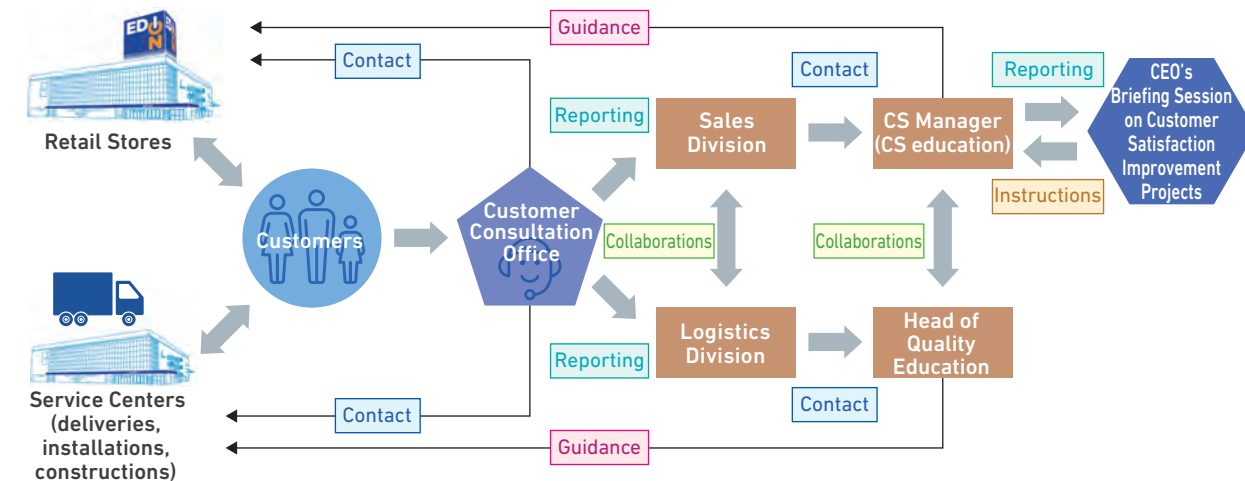 EDION
Guidance
Contact
Contact
Reporting
CEO's
Briefing Session
on Customer
Satisfaction
Improvement
Projects
Reporting
Sales
Division
CS Manager
(CS education)
Retail Stores
Instructions
Customers
Customer
Consultation
Office
Collaborations
Collaborations
Logistics
Division
Head of
Quality
Education
Reporting
Service Centers
(deliveries,
installations,
constructions)
Contact
Contact
Guidance